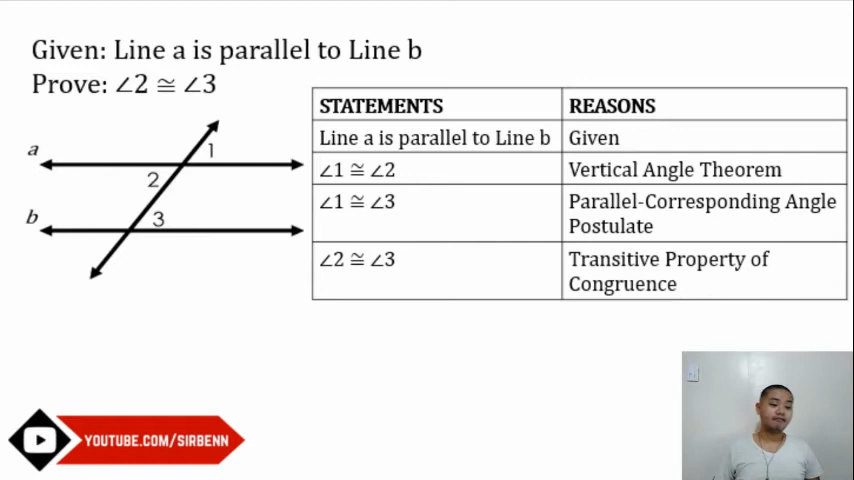 Given: Line a is parallel to Line b
Prove: ∠2 ≅ ∠3
STATEMENTS REASONS
Line a is parallel to Line b Given
∠1 ≅ ∠2 Vertical Angle Theorem
∠1 ≅ ∠3 Parallel-Corresponding Angle
Postulate
∠2 ≅ ∠3 Transitive Property of
Congruence
a
1
2
b
3
YOUTUBE.COM/SIRBENN